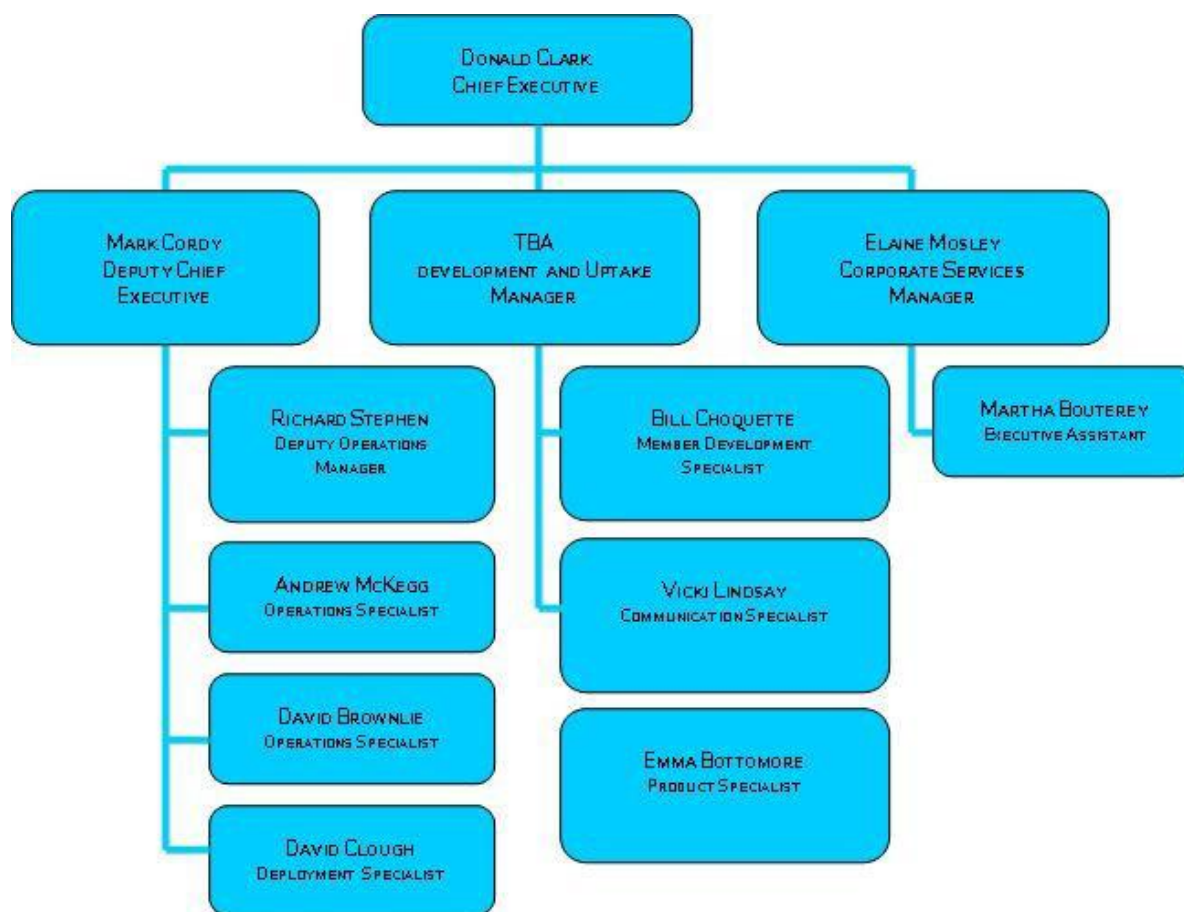 Donald Clark
Chief Executive
Mark Cordy
Deputy Chief
Executive
TBA
development and Uptake
Manager
Elaine Mosley
Corporate Services
Manager
Richard Stephen
Deputy Operations
Manager
Andrew McKegg
Operations Specialist
David Brownlie
Operations Specialist
David Clough
Deployment Specialist
Bill Choquette
Member Development
Specialist
Vicki Lindsay
Communication Specialist
Emma Bottomore
Product Specialist
Martha Bouterey
Executive Assistant